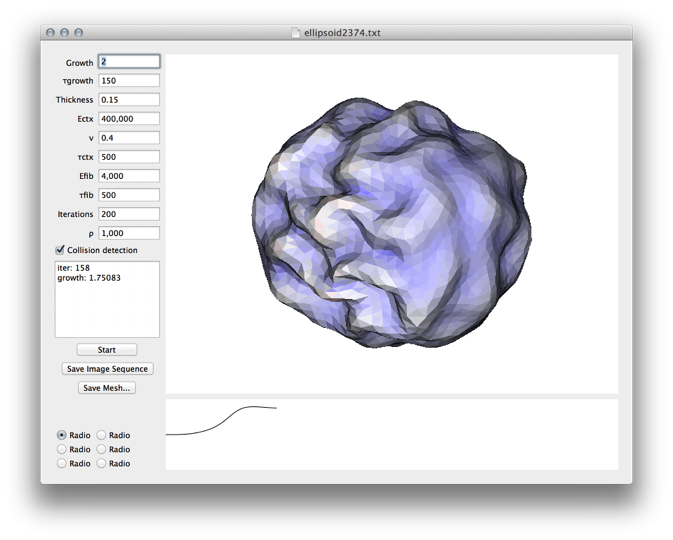 ellipsoid2374.txt
Growth 2
τgrowth 150
Thickness 0.15
Ectx 400,000
ν 0.4
τctx 500
Efib 4,000
τfib 500
Iterations 200
ρ 1,000
Collision detection
iter: 158
growth: 1.75083
Start
Save Image Sequence
Save Mesh...
Radio Radio
Radio Radio
Radio Radio